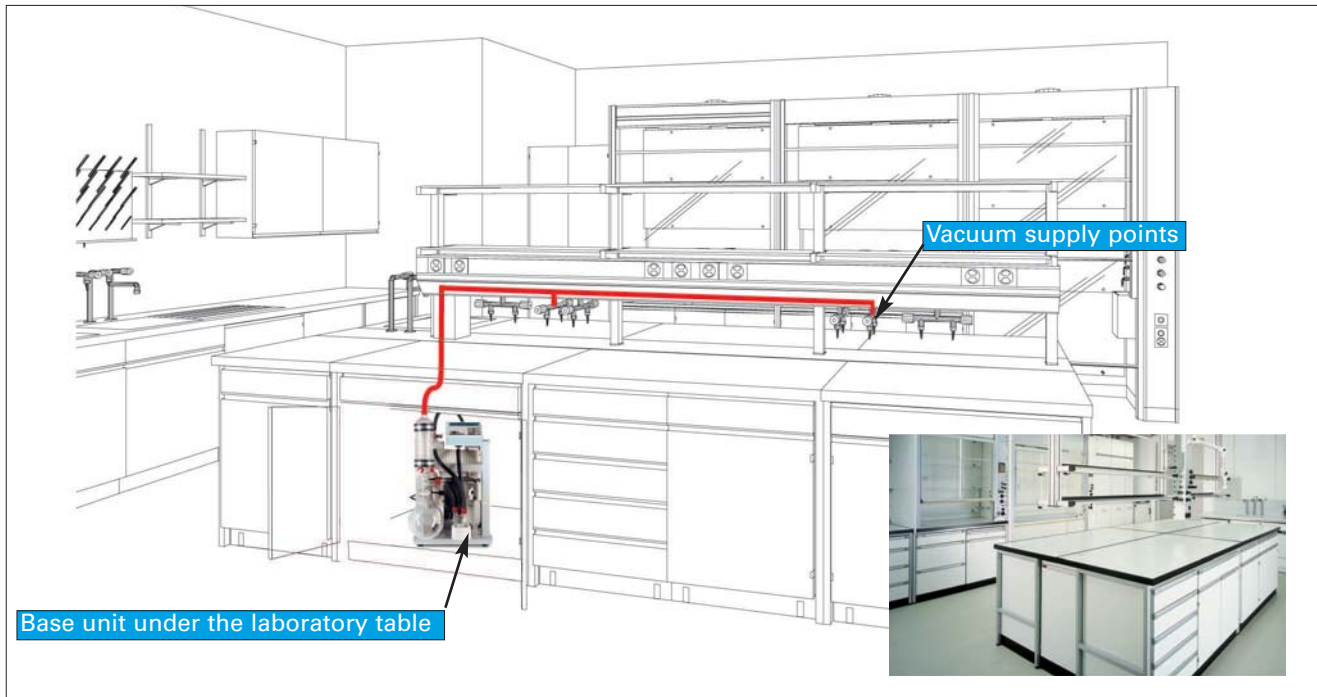 Vacuum supply points
Base unit under the laboratory table